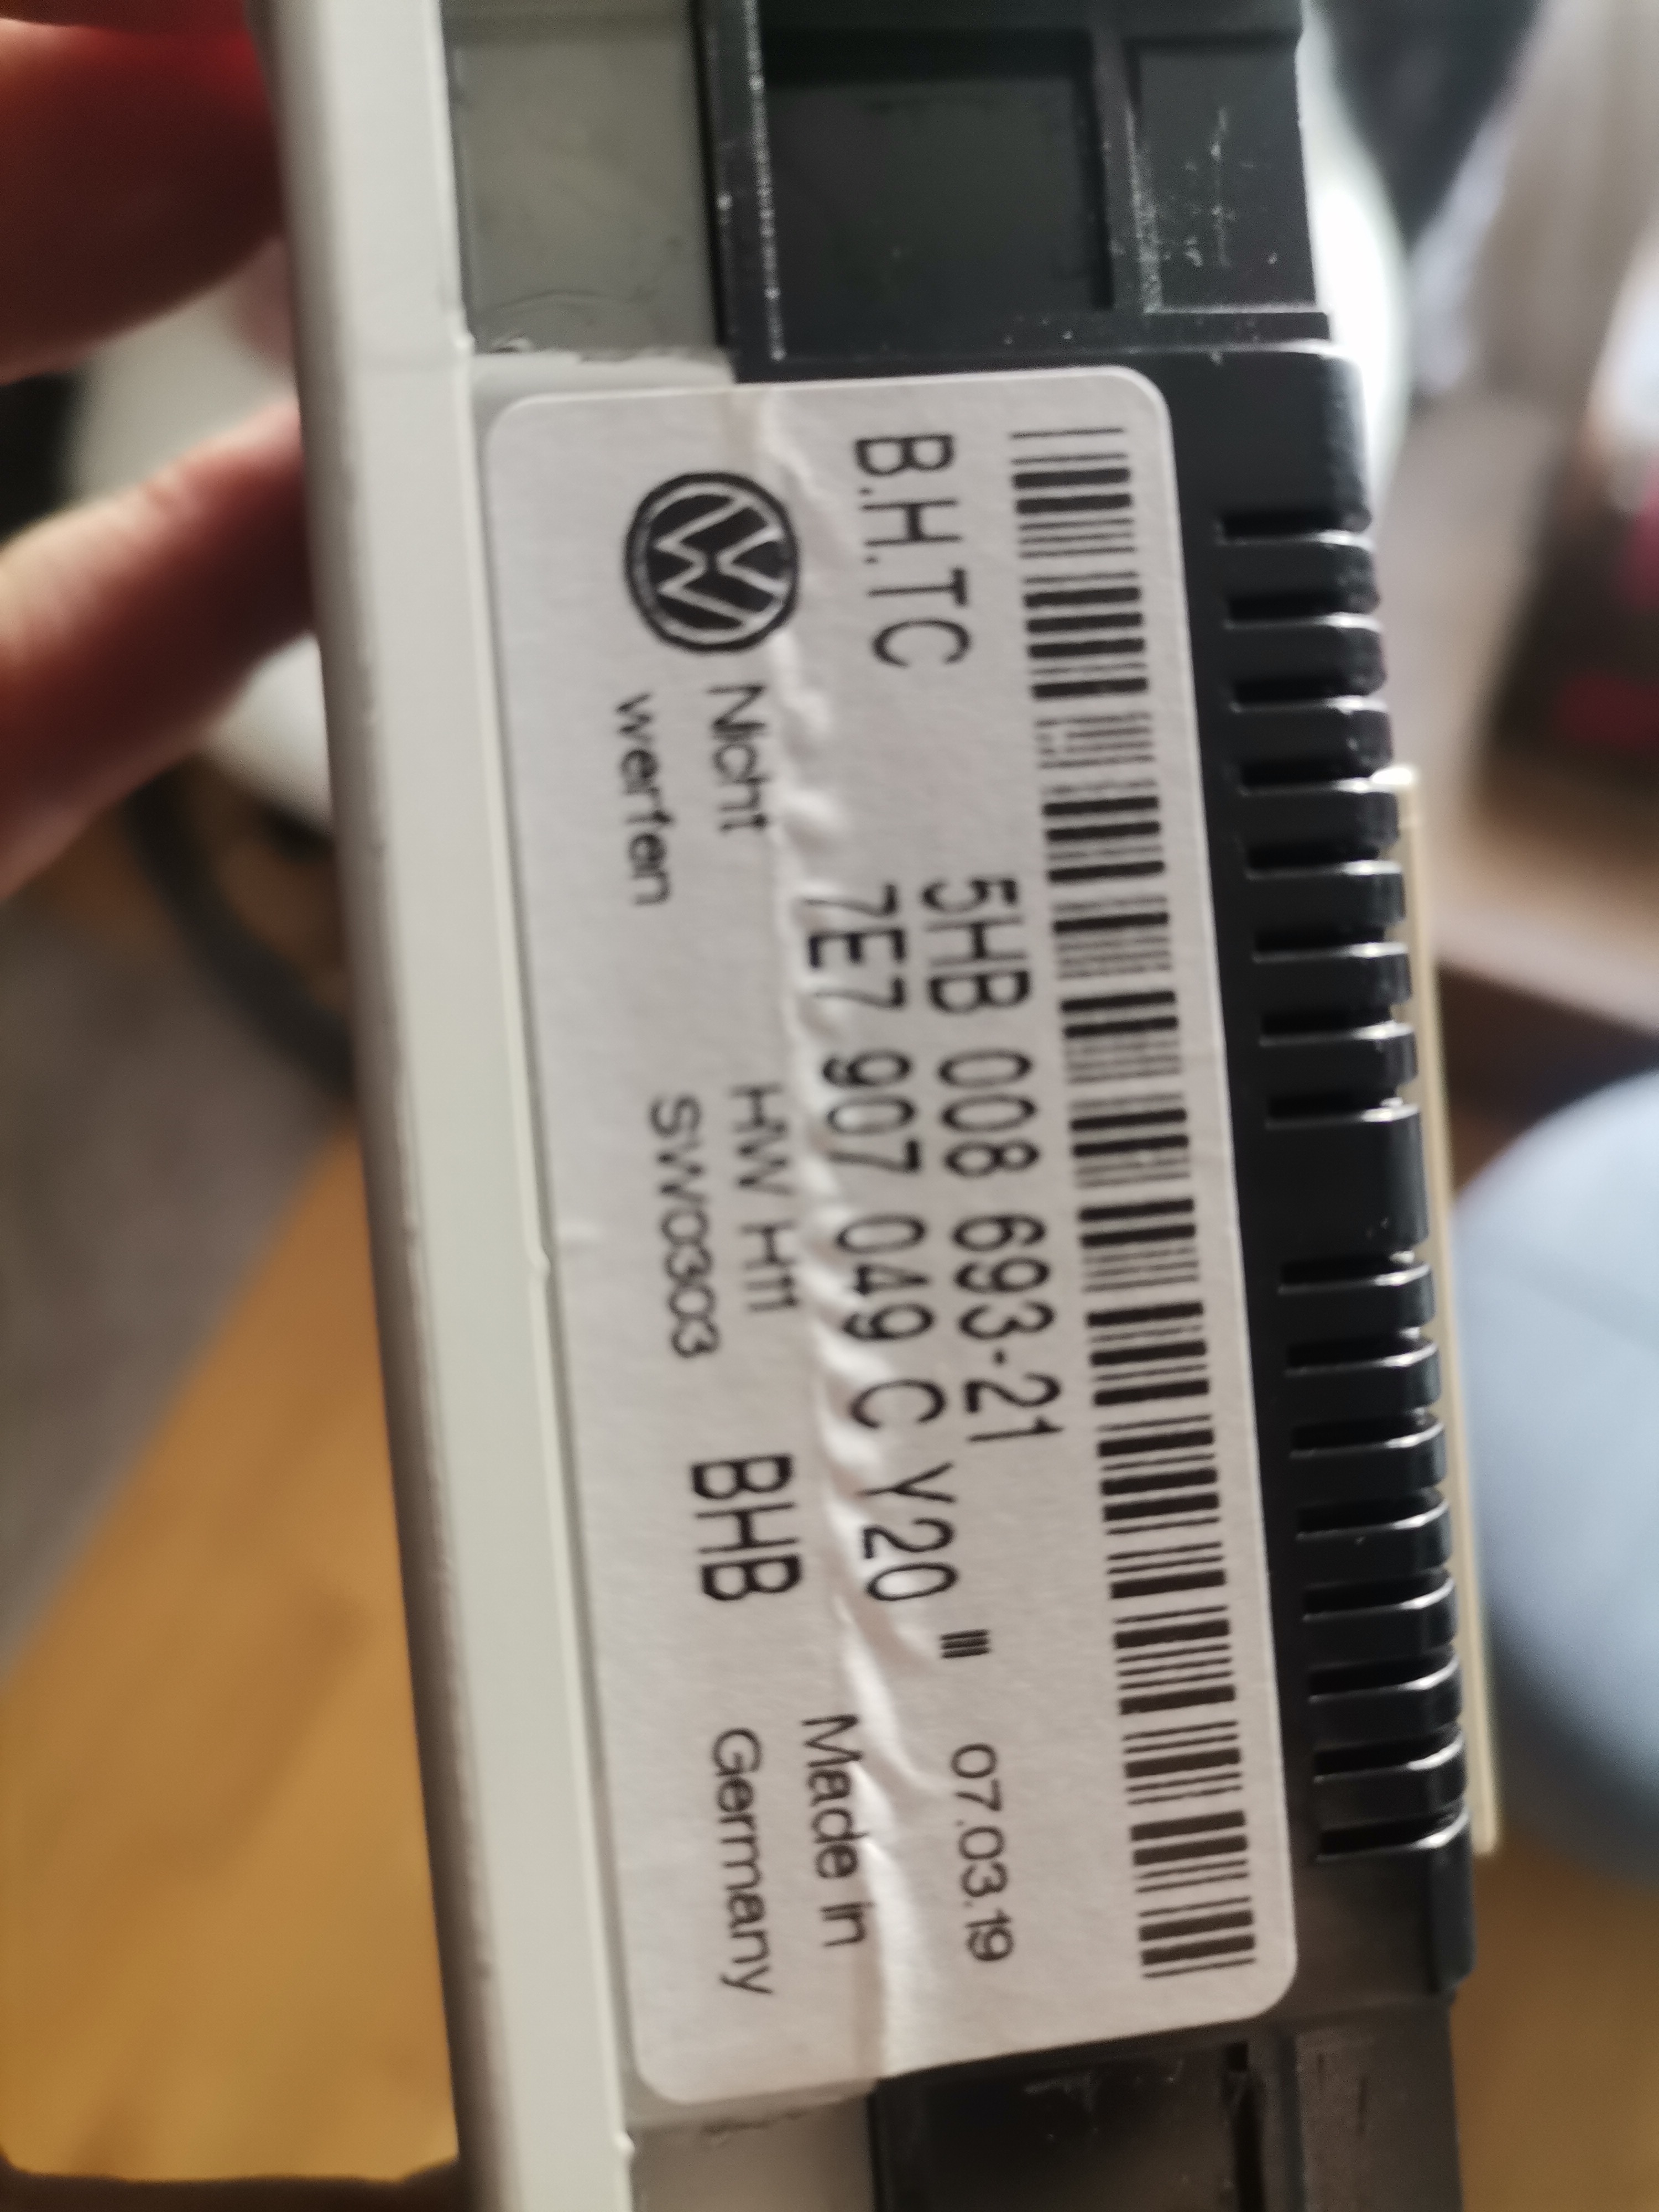 B.H.TC
5HB 008 693-21
7E7 907 049 C Y20
07.03.19
Nicht
werfen
HW H11
SW0303
BHB
Made in
Germany